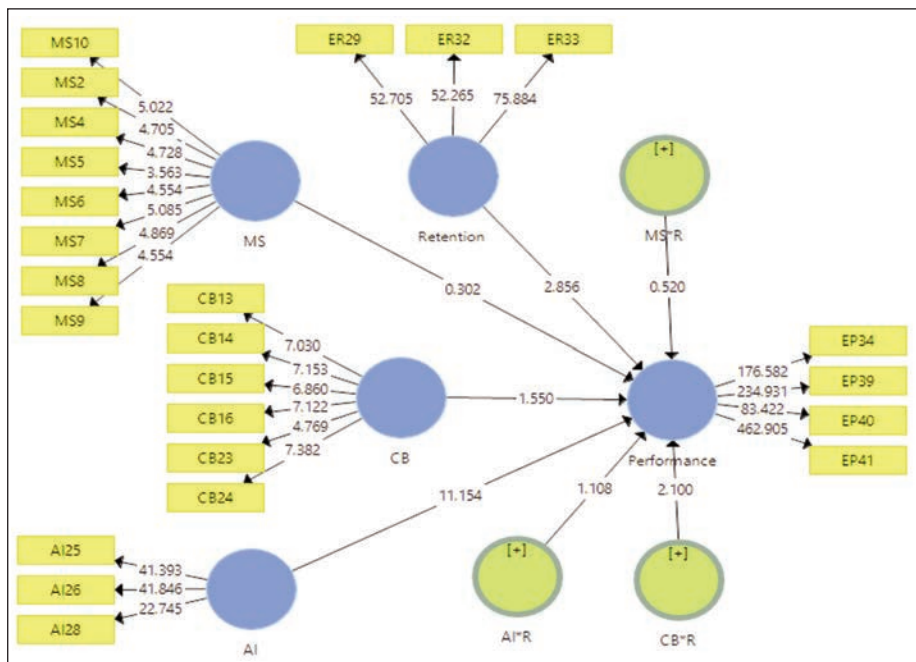 MS10
MS2
MS4
MS5
MS6
MS7
MS8
MS9
5.022
4.705
4.728
3.563
4.554
5.085
4.869
4.554
MS
ER29
ER32
ER33
52.705
52.265
75.884
Retention
[+]
MS*R
0.302
2.856
0.520
CB13
CB14
CB15
CB16
CB23
CB24
7.030
7.153
6.860
7.122
4.769
7.382
CB
1.550
Performance
176.582
234.931
83.422
462.905
EP34
EP39
EP40
EP41
AI25
AI26
AI28
41.393
41.846
22.745
AI
11.154
1.108
2.100
[+]
AI*R
[+]
CB*R